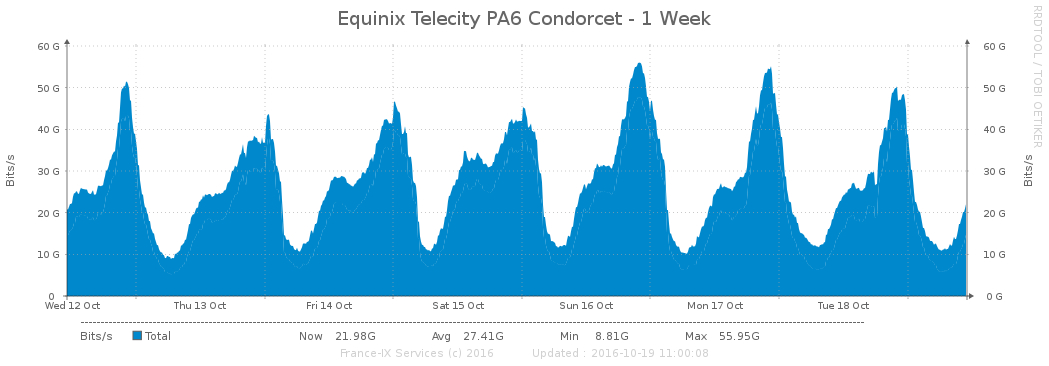 Equinix Telecity PA6 Condorcet - 1 Week
RRDTOOL / TOBI OETIKER
Bits/s
60 G 60 G
50 G 50 G
40 G 40 G
30 G 30 G
20 G 20 G
10 G 10 G
0 0 G
Bits/s
Wed 12 Oct Thu 13 Oct Fri 14 Oct Sat 15 Oct Sun 16 Oct Mon 17 Oct Tue 18 Oct
Bits/s Total Now 21.98G Avg 27.41G Min 8.81G Max 55.95G
France-IX Services (c) 2016 Updated : 2016-10-19 11:00:08